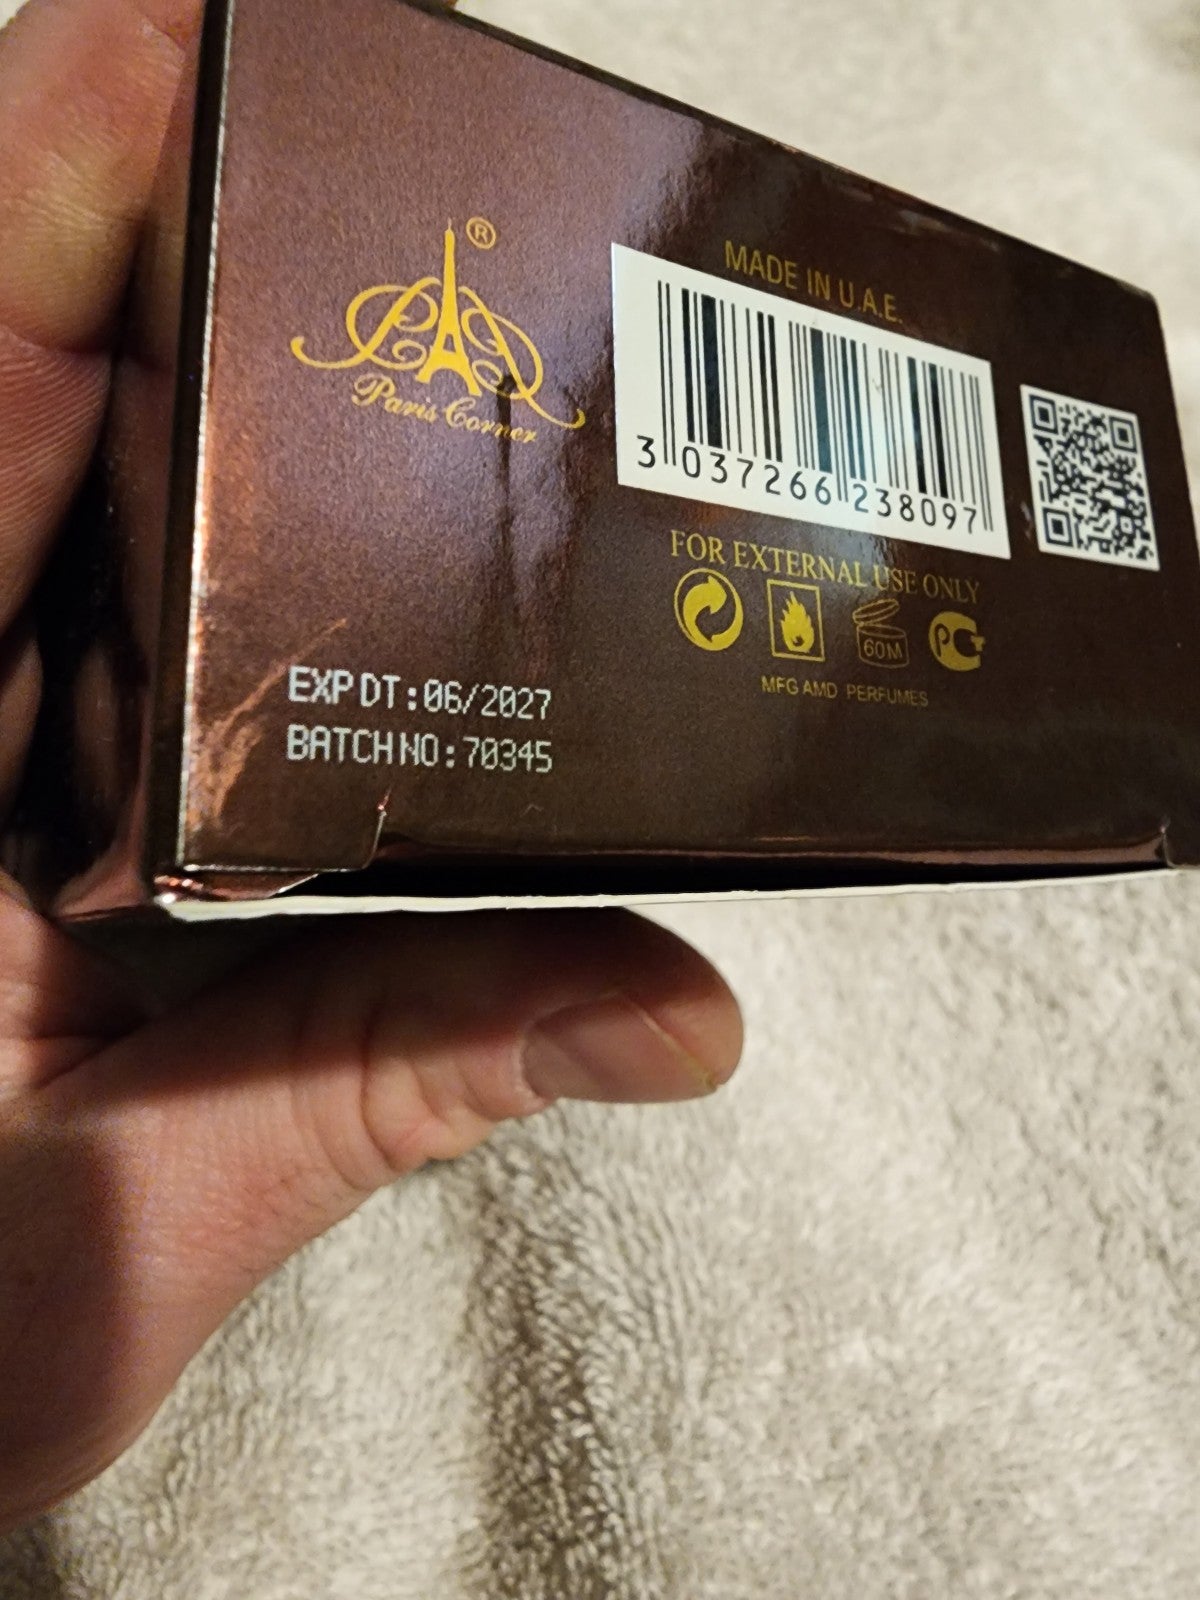 ®
Paris Corner
MADE IN U.A.E.
3 037266 238097
FOR EXTERNAL USE ONLY
60M
PCT
MFG AMD PERFUMES
EXP DT:06/2027
BATCH NO:70345